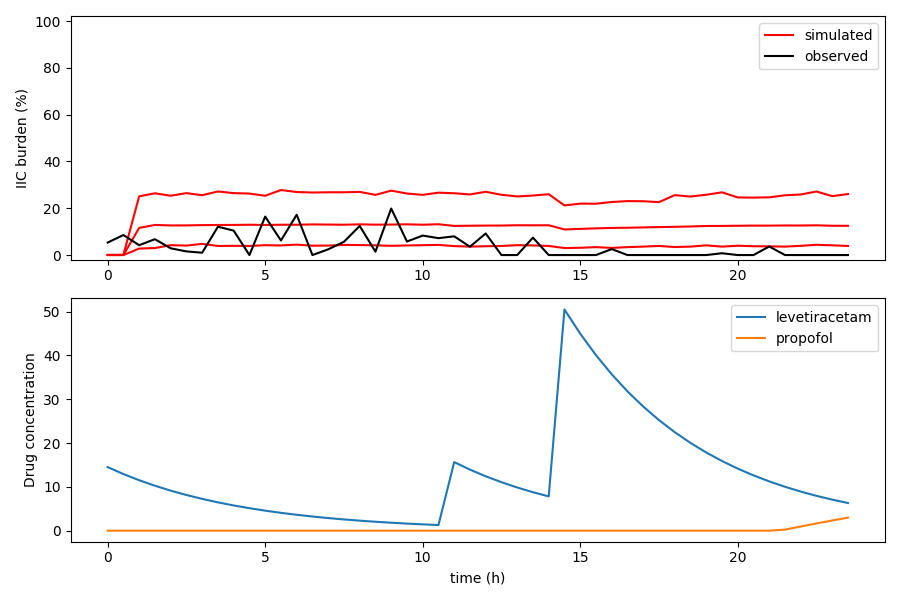 100
80
60
40
20
0
IIC burden (%)
simulated
observed
0 5 10 15 20
50
40
30
20
10
0
Drug concentration
levetiracetam
propofol
0 5 10 15 20
time (h)